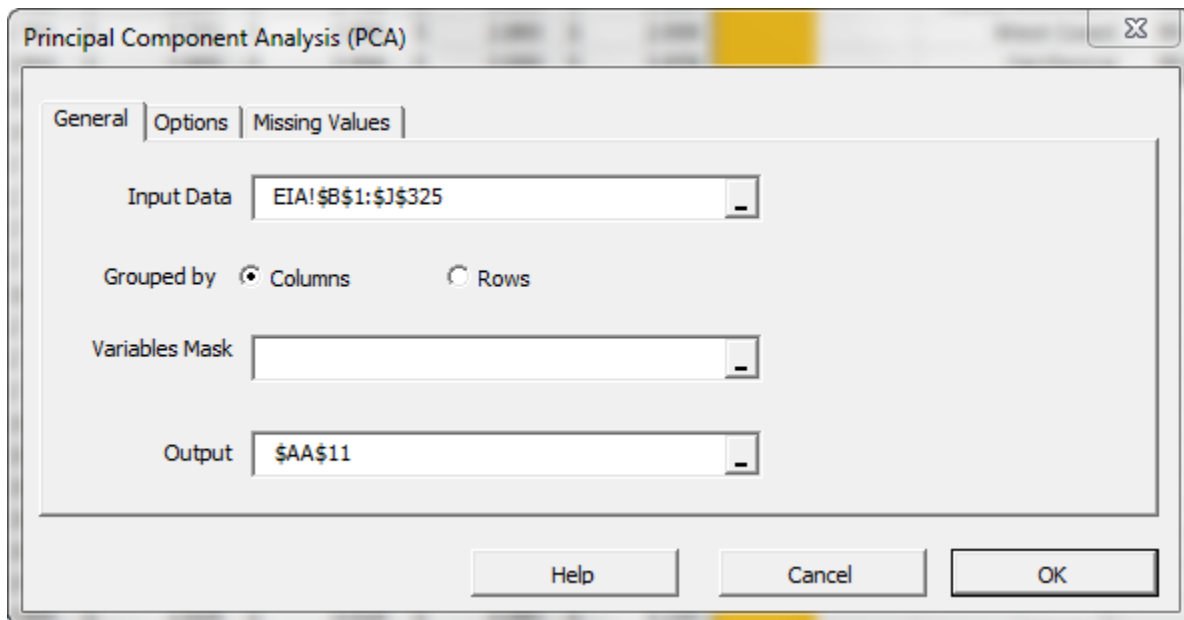 Principal Component Analysis (PCA)
General Options Missing Values
Input Data EIA!$B$1:$J$325
Grouped by Columns Rows
Variables Mask
Output $AA$11
Help Cancel OK